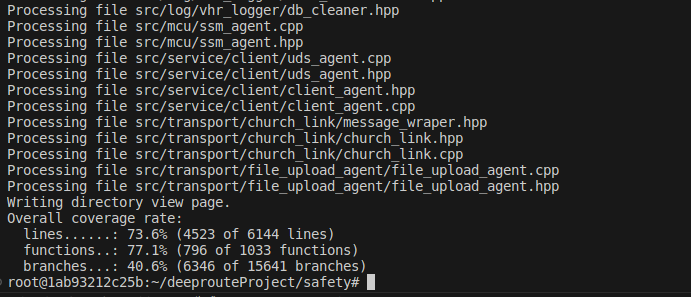 Processing file src/log/vhr_logger/db_cleaner.hpp
Processing file src/mcu/ssm_agent.cpp
Processing file src/mcu/ssm_agent.hpp
Processing file src/service/client/uds_agent.cpp
Processing file src/service/client/uds_agent.hpp
Processing file src/service/client/client_agent.hpp
Processing file src/service/client/client_agent.cpp
Processing file src/transport/church_link/message_wraper.hpp
Processing file src/transport/church_link/church_link.hpp
Processing file src/transport/church_link/church_link.cpp
Processing file src/transport/file_upload_agent/file_upload_agent.cpp
Processing file src/transport/file_upload_agent/file_upload_agent.hpp
Writing directory view page.
Overall coverage rate:
  lines......: 73.6% (4523 of 6144 lines)
  functions..: 77.1% (796 of 1033 functions)
  branches...: 40.6% (6346 of 15641 branches)
root@1ab93212c25b:~/deeprouteProject/safety#